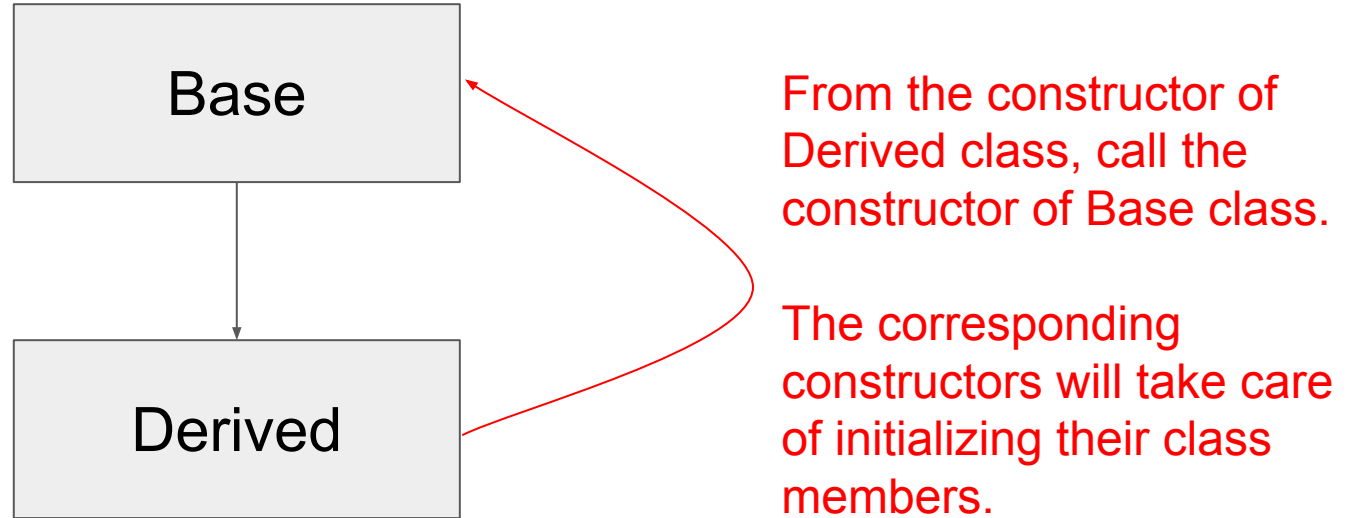 Base
From the constructor of
Derived class, call the
constructor of Base class.
The corresponding
constructors will take care
of initializing their class
members.
Derived